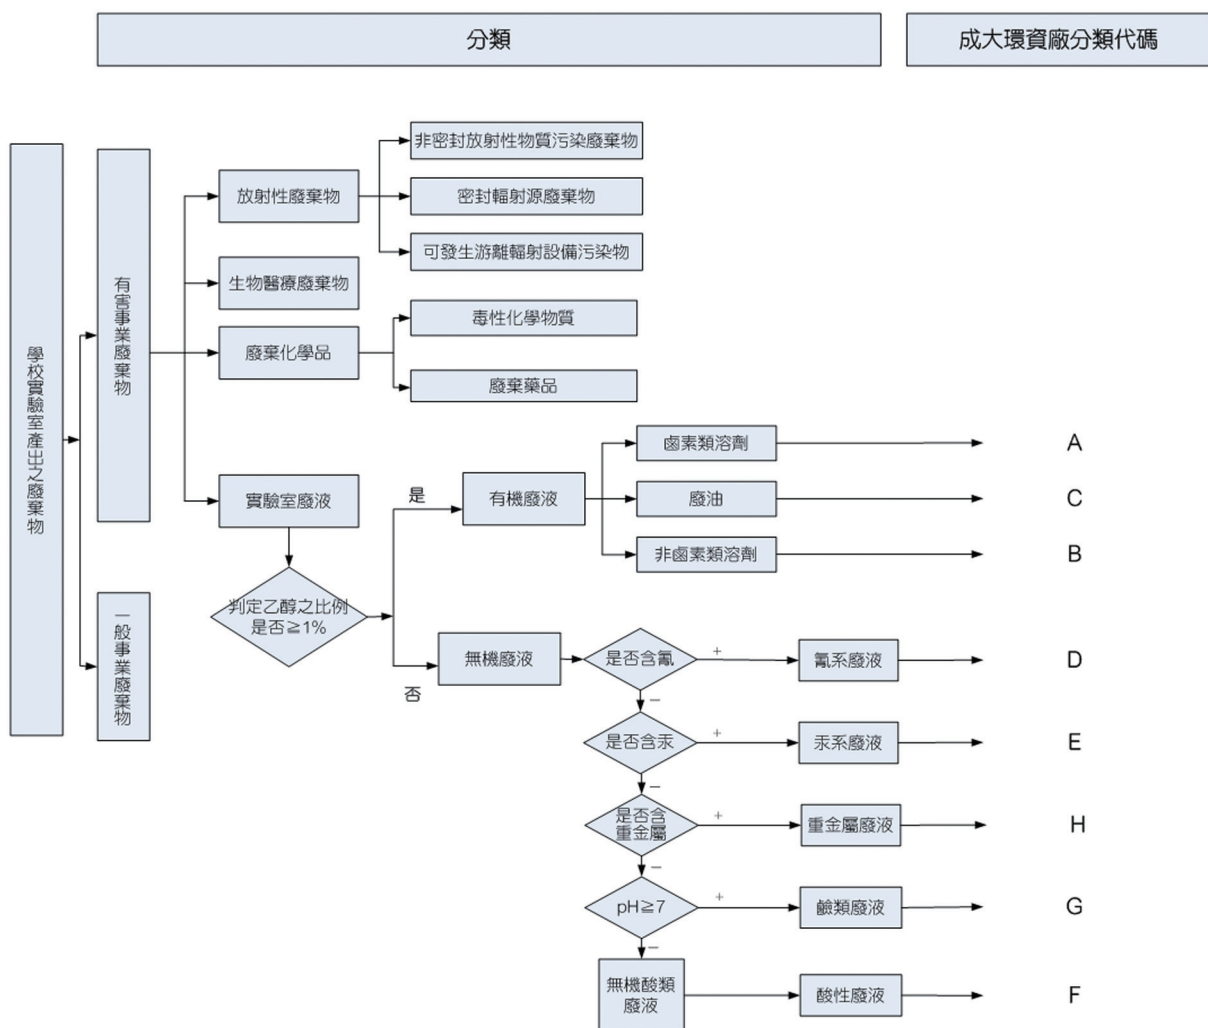 分類
成大環資廠分類代碼
學校實驗室產出之廢棄物
有害事業廢棄物
一般事業廢棄物
放射性廢棄物
非密封放射性物質污染廢棄物
密封輻射源廢棄物
可發生游離輻射設備污染物
生物醫療廢棄物
廢棄化學品
毒性化學物質
廢棄藥品
實驗室廢液
判定乙醇之比例
是否≧1%
是
有機廢液
鹵素類溶劑
A
廢油
C
非鹵素類溶劑
B
否
無機廢液
是否含氰
+
氰系廢液
D
−
是否含汞
+
汞系廢液
E
−
是否含
重金屬
+
重金屬廢液
H
−
pH≧7
+
鹼類廢液
G
−
無機酸類
廢液
酸性廢液
F